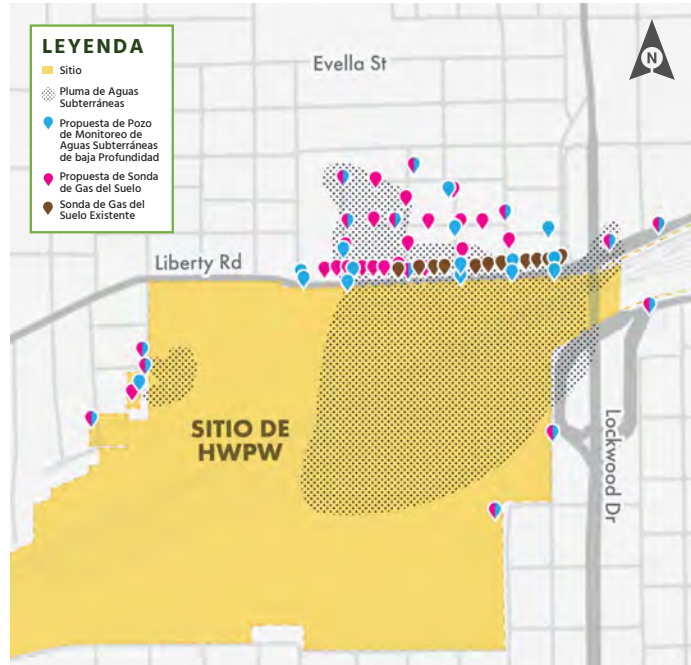 LEYENDA
Sitio
Pluma de Aguas
Subterráneas
Propuesta de Pozo
de Monitoreo de
Aguas Subterráneas
de baja Profundidad
Propuesta de Sonda
de Gas del Suelo
Sonda de Gas del
Suelo Existente
Evella St
N
Liberty Rd
SITIO DE
HWPW
Lockwood Dr